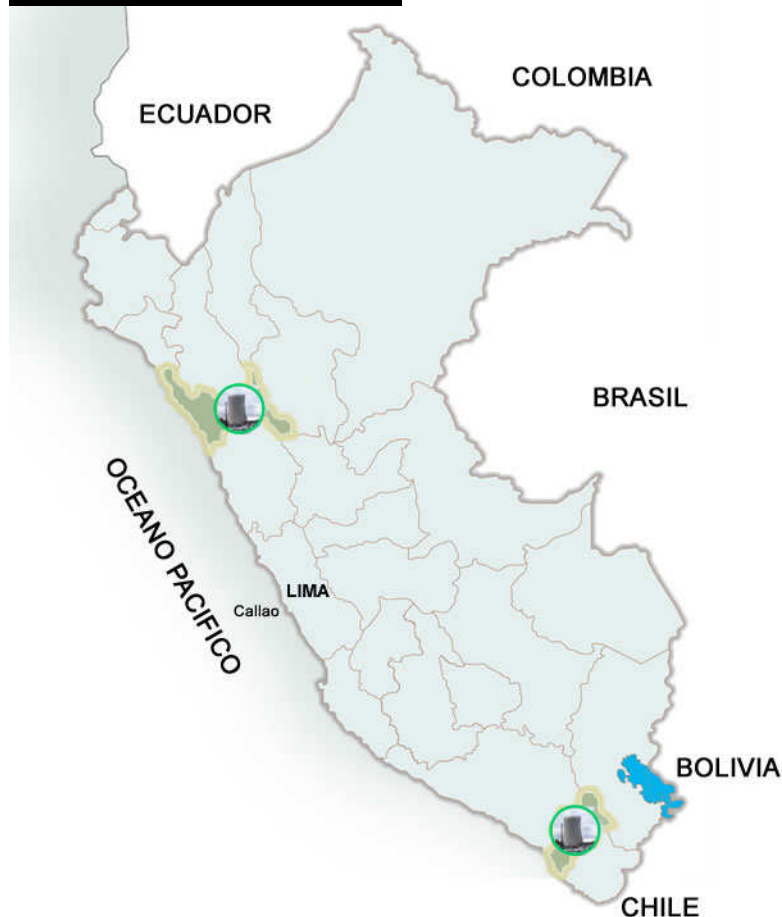 COLOMBIA
ECUADOR
BRASIL
OCEANO PACIFICO
LIMA
Callao
BOLIVIA
CHILE